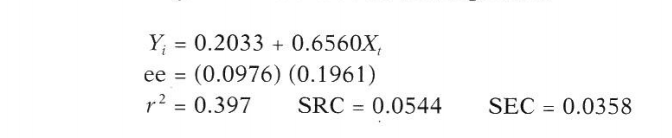 Yᵢ = 0.2033 + 0.6560Xₜ
ee = (0.0976) (0.1961)
r² = 0.397 SRC = 0.0544 SEC = 0.0358